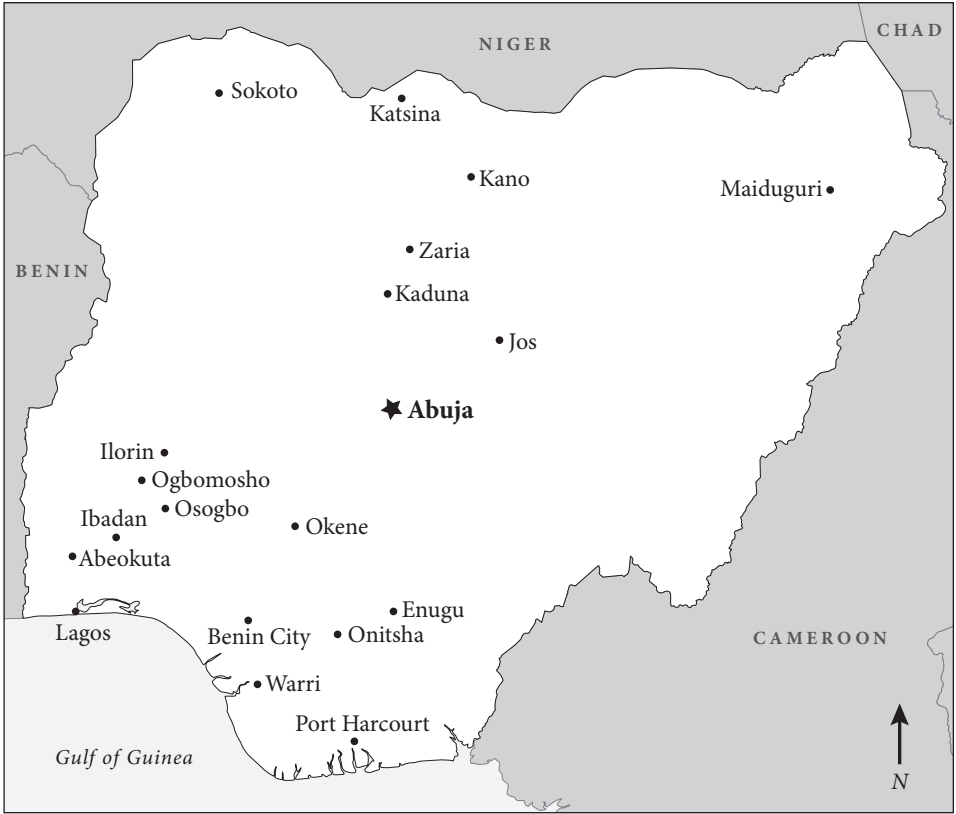 CHAD
NIGER
Sokoto
Katsina
Kano
Maiduguri
Zaria
BENIN
Kaduna
Jos
Abuja
Ilorin
Ogbomosho
Osogbo
Ibadan
Okene
Abeokuta
Enugu
Lagos
Benin City
Onitsha
CAMEROON
Warri
Port Harcourt
Gulf of Guinea
N